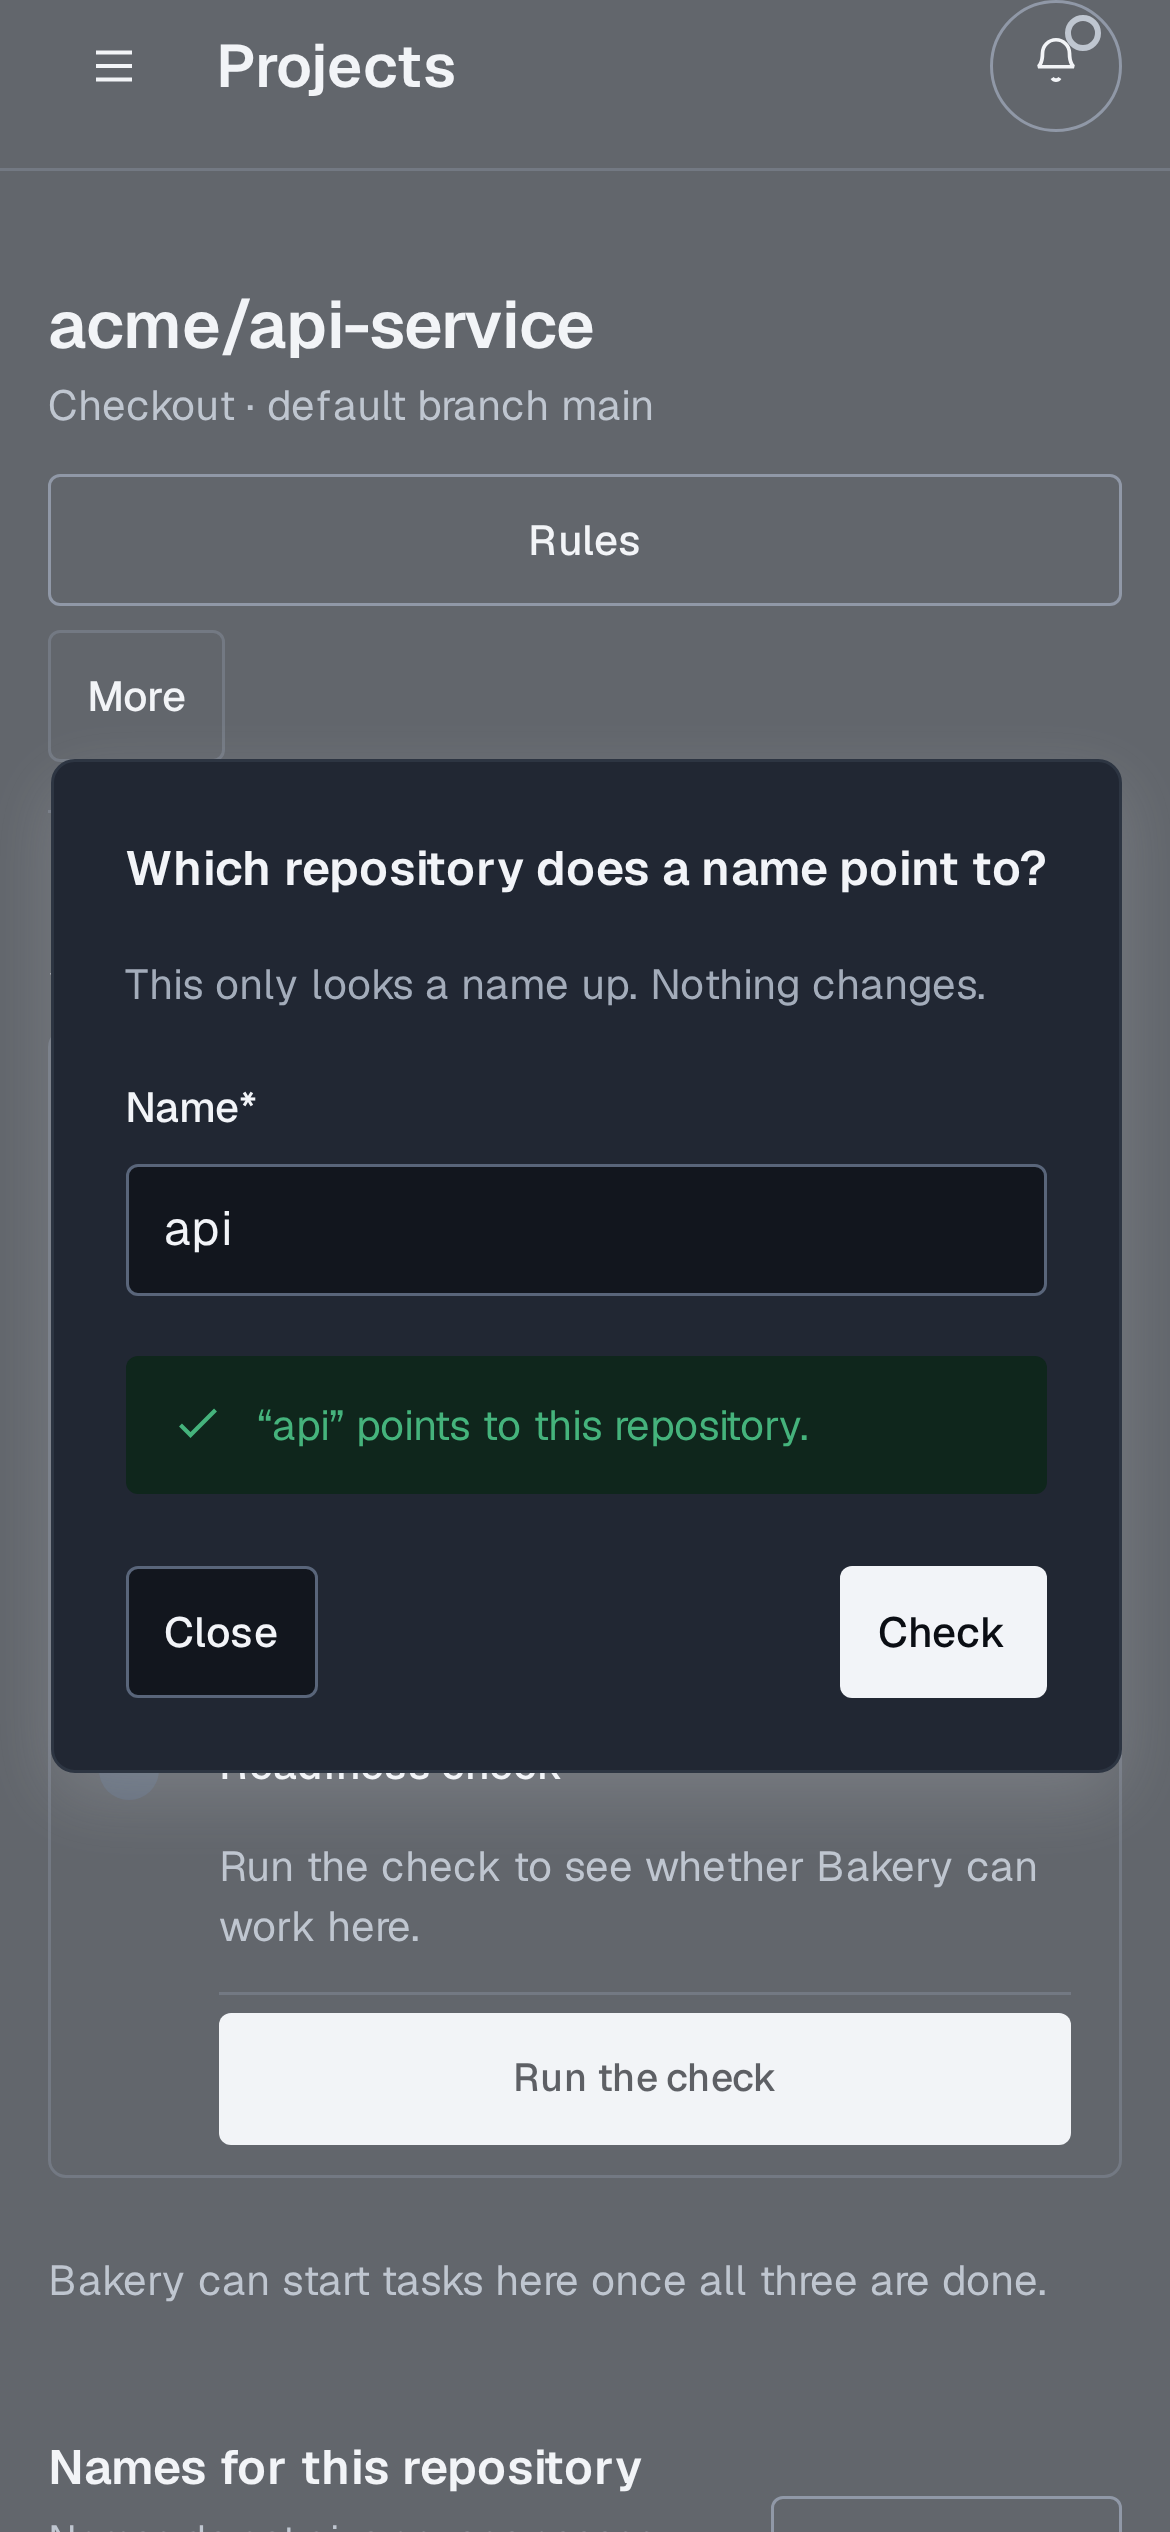 Projects
acme/api-service
Checkout · default branch main
Rules
More
Which repository does a name point to?
This only looks a name up. Nothing changes.
Name*
api
“api” points to this repository.
Close
Check
Readiness check
Run the check to see whether Bakery can
work here.
Run the check
Bakery can start tasks here once all three are done.
Names for this repository